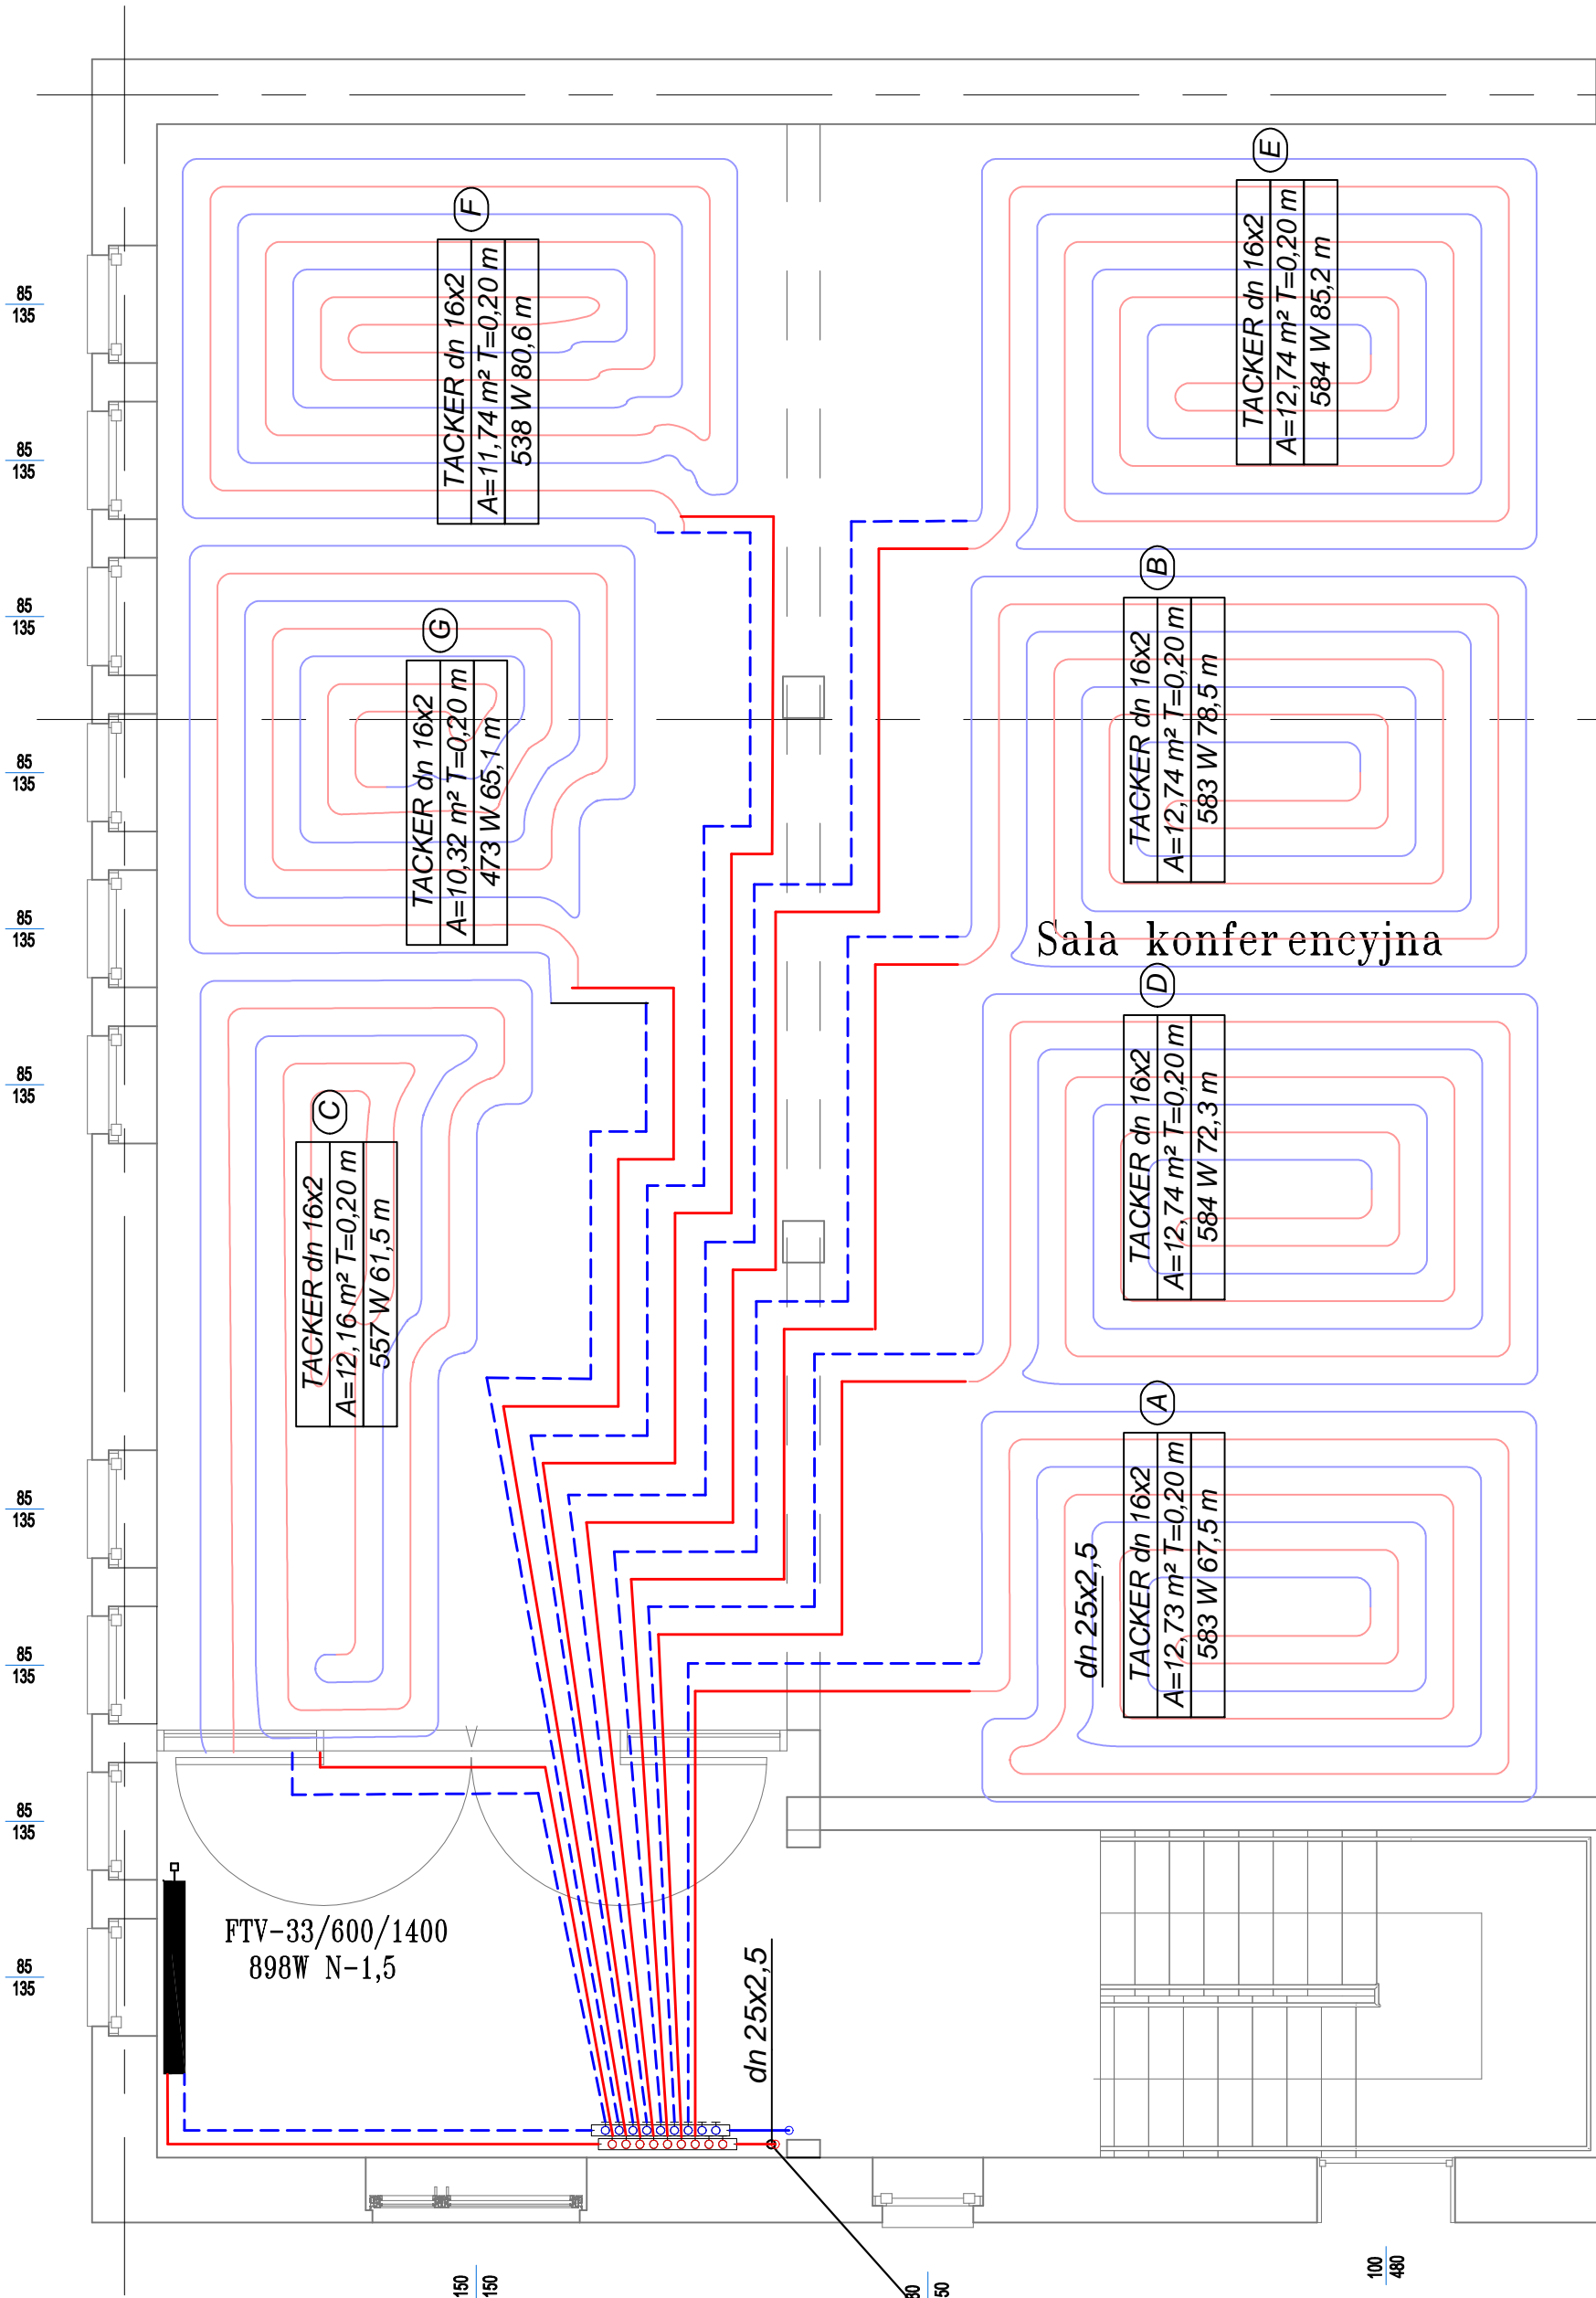 E
TACKER dn 16x2
A=12,74 m² T=0,20 m
584 W 85,2 m
F
TACKER dn 16x2
A=11,74 m² T=0,20 m
538 W 80,6 m
85
135
85
135
B
TACKER dn 16x2
A=12,74 m² T=0,20 m
583 W 78,5 m
G
TACKER dn 16x2
A=10,32 m² T=0,20 m
473 W 65,1 m
85
135
85
135
85
135
Sala konferencyjna
D
TACKER dn 16x2
A=12,74 m² T=0,20 m
584 W 72,3 m
85
135
C
TACKER dn 16x2
A=12,16 m² T=0,20 m
557 W 61,5 m
A
TACKER dn 16x2
A=12,73 m² T=0,20 m
583 W 67,5 m
dn 25x2,5
85
135
85
135
85
135
FTV-33/600/1400
898W N-1,5
85
135
dn 25x2,5
150
150
50
100
480